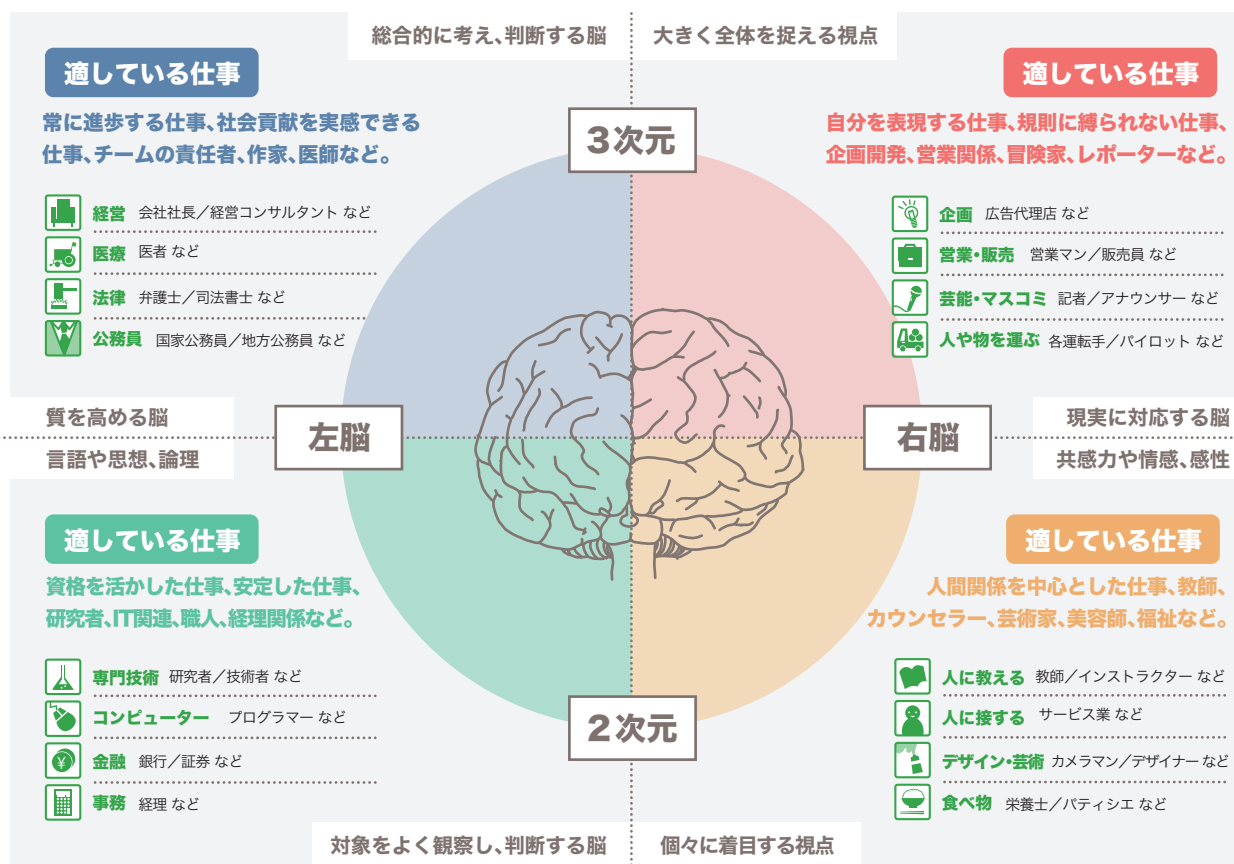 総合的に考え、判断する脳
大きく全体を捉える視点
3次元
適している仕事
常に進歩する仕事、社会貢献を実感できる
仕事、チームの責任者、作家、医師など。
経営 会社社長／経営コンサルタント など
医療 医者 など
法律 弁護士／司法書士 など
公務員 国家公務員／地方公務員 など
適している仕事
自分を表現する仕事、規則に縛られない仕事、
企画開発、営業関係、冒険家、レポーターなど。
企画 広告代理店 など
営業・販売 営業マン／販売員 など
芸能・マスコミ 記者／アナウンサー など
人や物を運ぶ 各運転手／パイロット など
質を高める脳
言語や思想、論理
左脳
右脳
現実に対応する脳
共感力や情感、感性
適している仕事
資格を活かした仕事、安定した仕事、
研究者、IT関連、職人、経理関係など。
専門技術 研究者／技術者 など
コンピューター プログラマー など
金融 銀行／証券 など
事務 経理 など
適している仕事
人間関係を中心とした仕事、教師、
カウンセラー、芸術家、美容師、福祉など。
人に教える 教師／インストラクター など
人に接する サービス業 など
デザイン・芸術 カメラマン／デザイナー など
食べ物 栄養士／パティシエ など
2次元
対象をよく観察し、判断する脳
個々に着目する視点